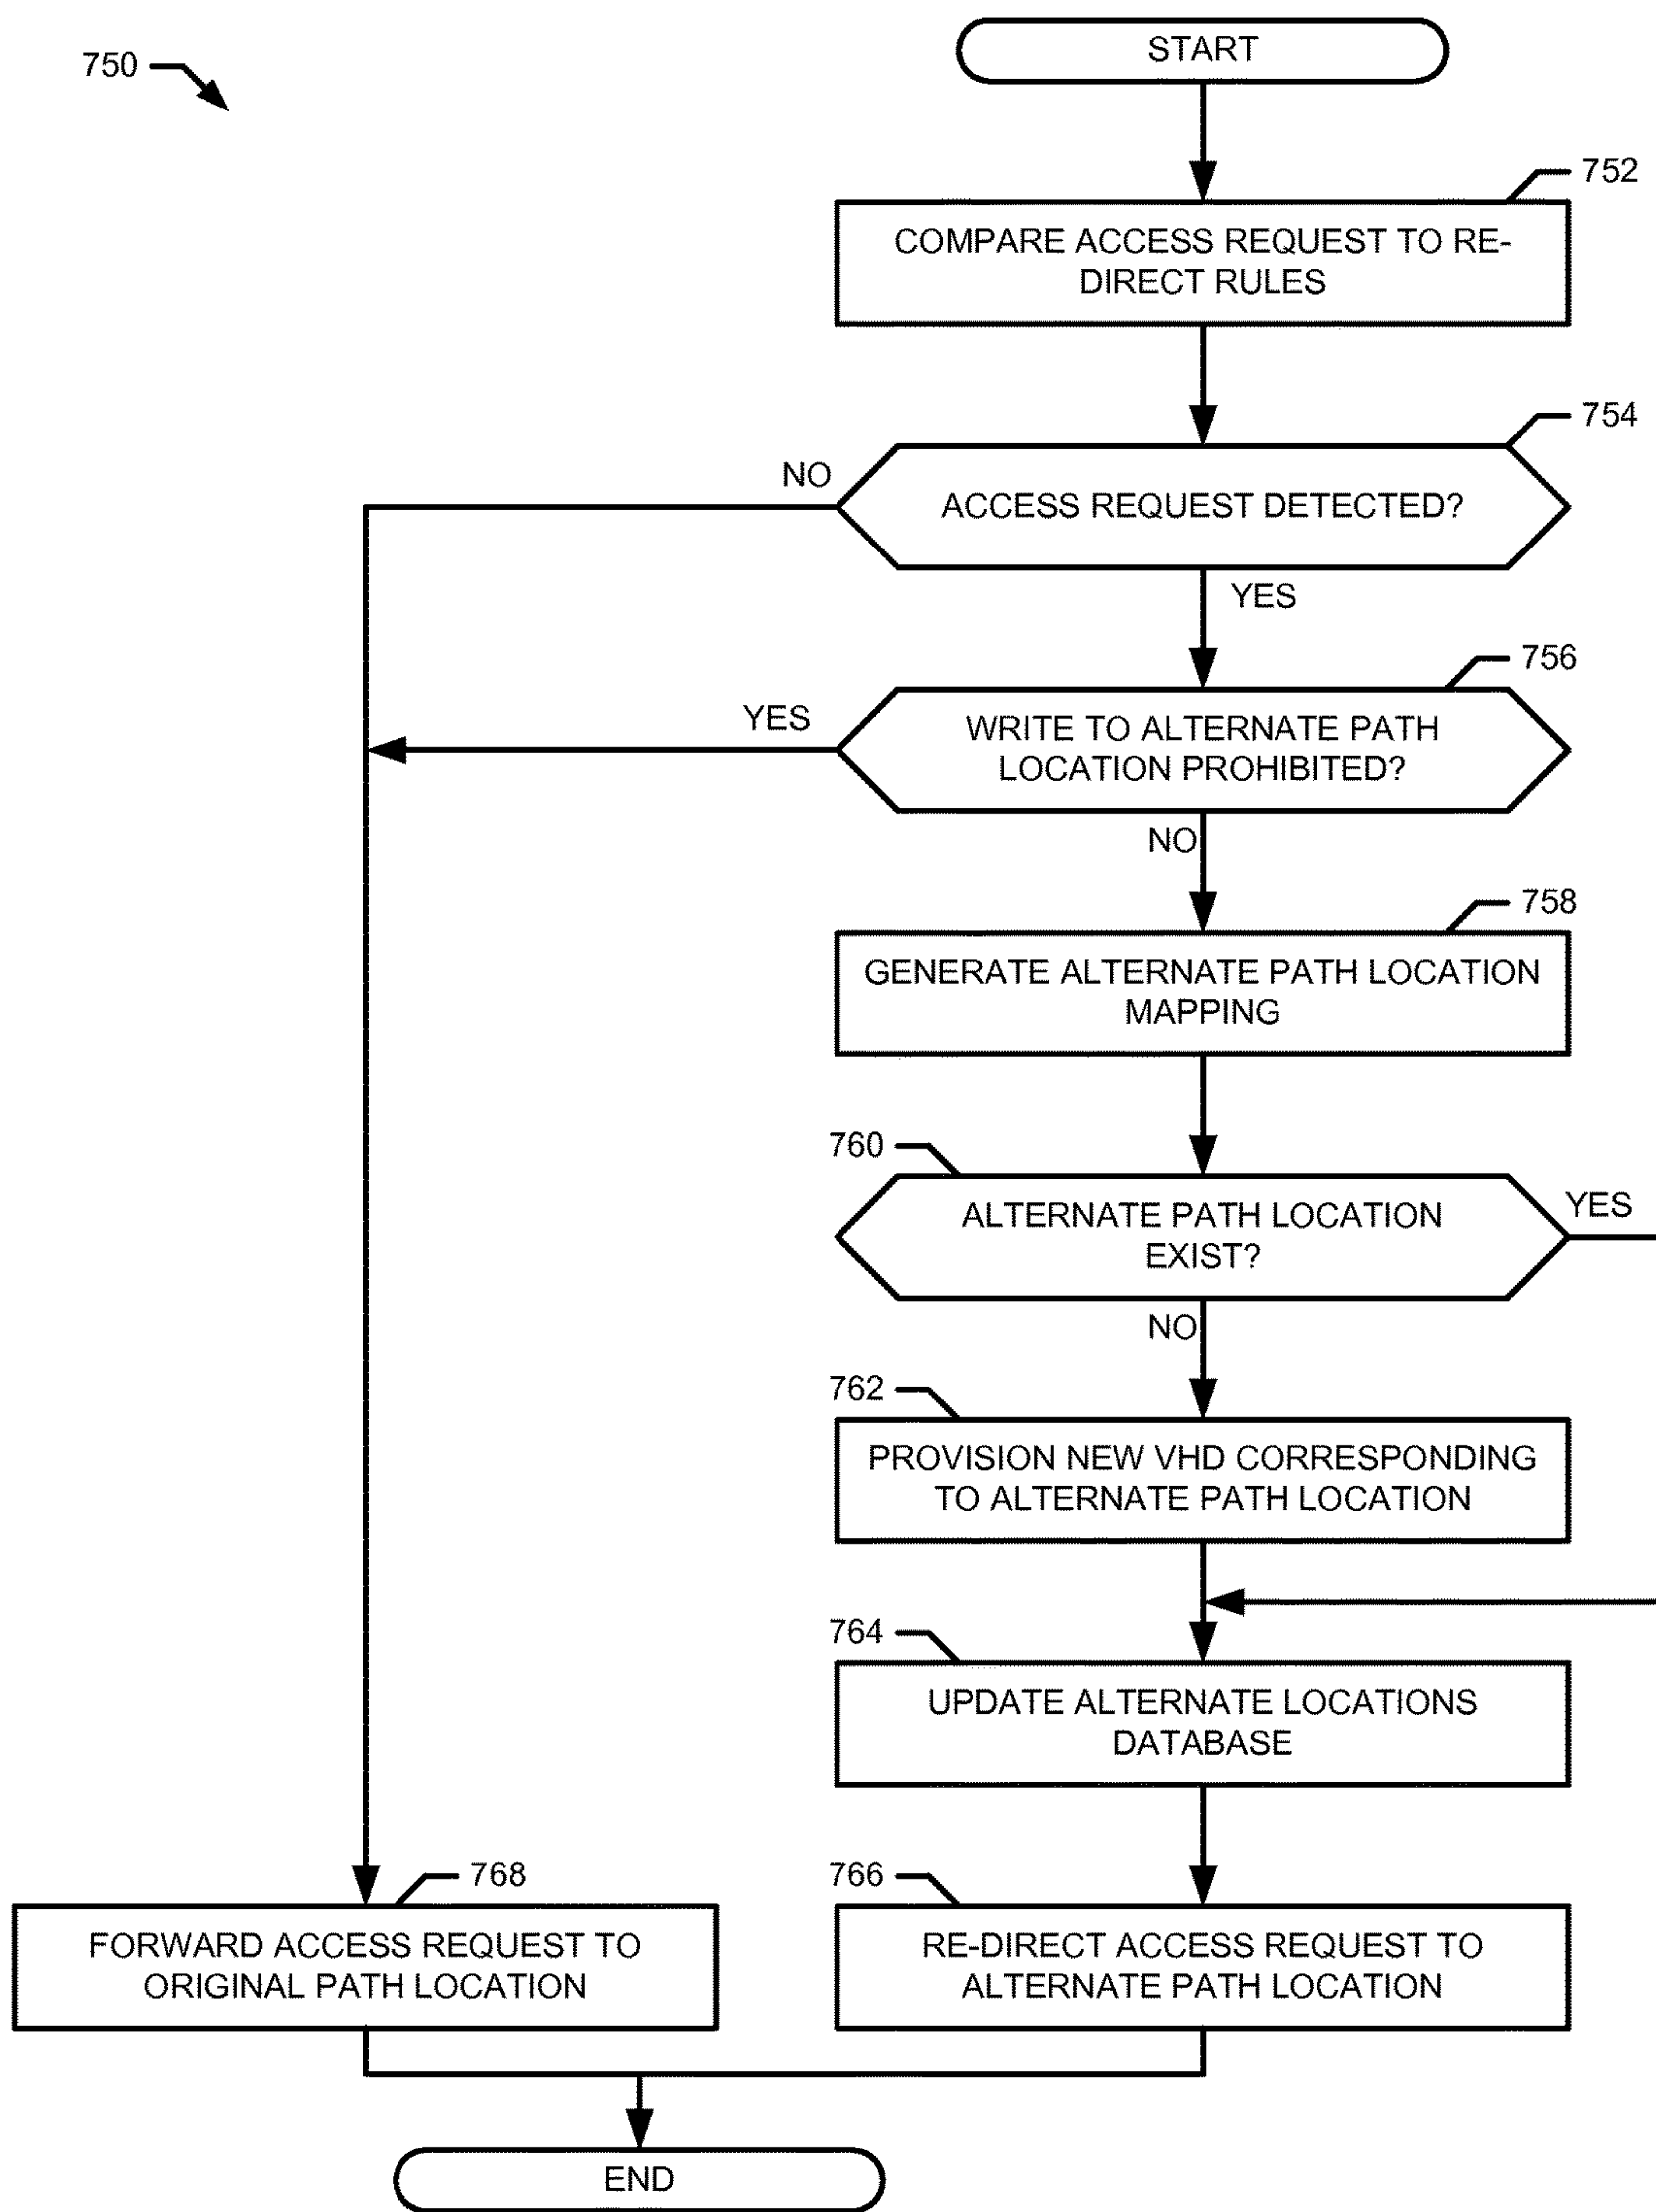 750
START
752
COMPARE ACCESS REQUEST TO RE-
DIRECT RULES
754
NO
ACCESS REQUEST DETECTED?
YES
756
YES
WRITE TO ALTERNATE PATH
LOCATION PROHIBITED?
NO
758
GENERATE ALTERNATE PATH LOCATION
MAPPING
760
ALTERNATE PATH LOCATION
EXIST?
YES
NO
762
PROVISION NEW VHD CORRESPONDING
TO ALTERNATE PATH LOCATION
764
UPDATE ALTERNATE LOCATIONS
DATABASE
768
FORWARD ACCESS REQUEST TO
ORIGINAL PATH LOCATION
766
RE-DIRECT ACCESS REQUEST TO
ALTERNATE PATH LOCATION
END